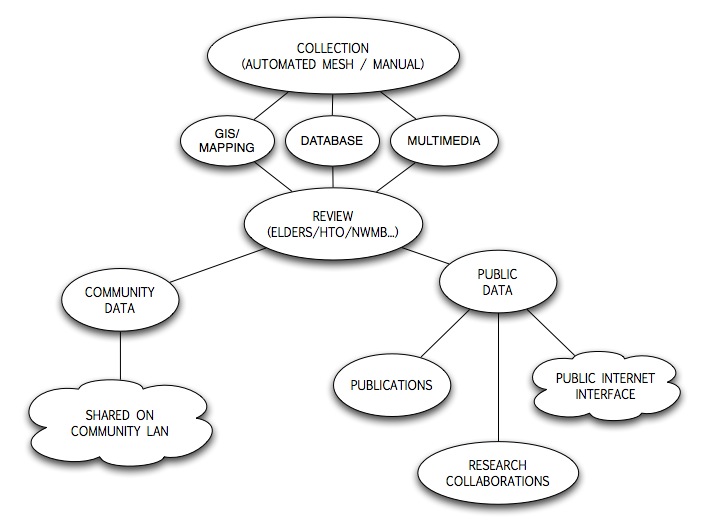 COLLECTION
(AUTOMATED MESH / MANUAL)
GIS/
MAPPING
DATABASE
MULTIMEDIA
REVIEW
(ELDERS/HTO/NWMB...)
COMMUNITY
DATA
PUBLIC
DATA
PUBLICATIONS
PUBLIC INTERNET
INTERFACE
SHARED ON
COMMUNITY LAN
RESEARCH
COLLABORATIONS